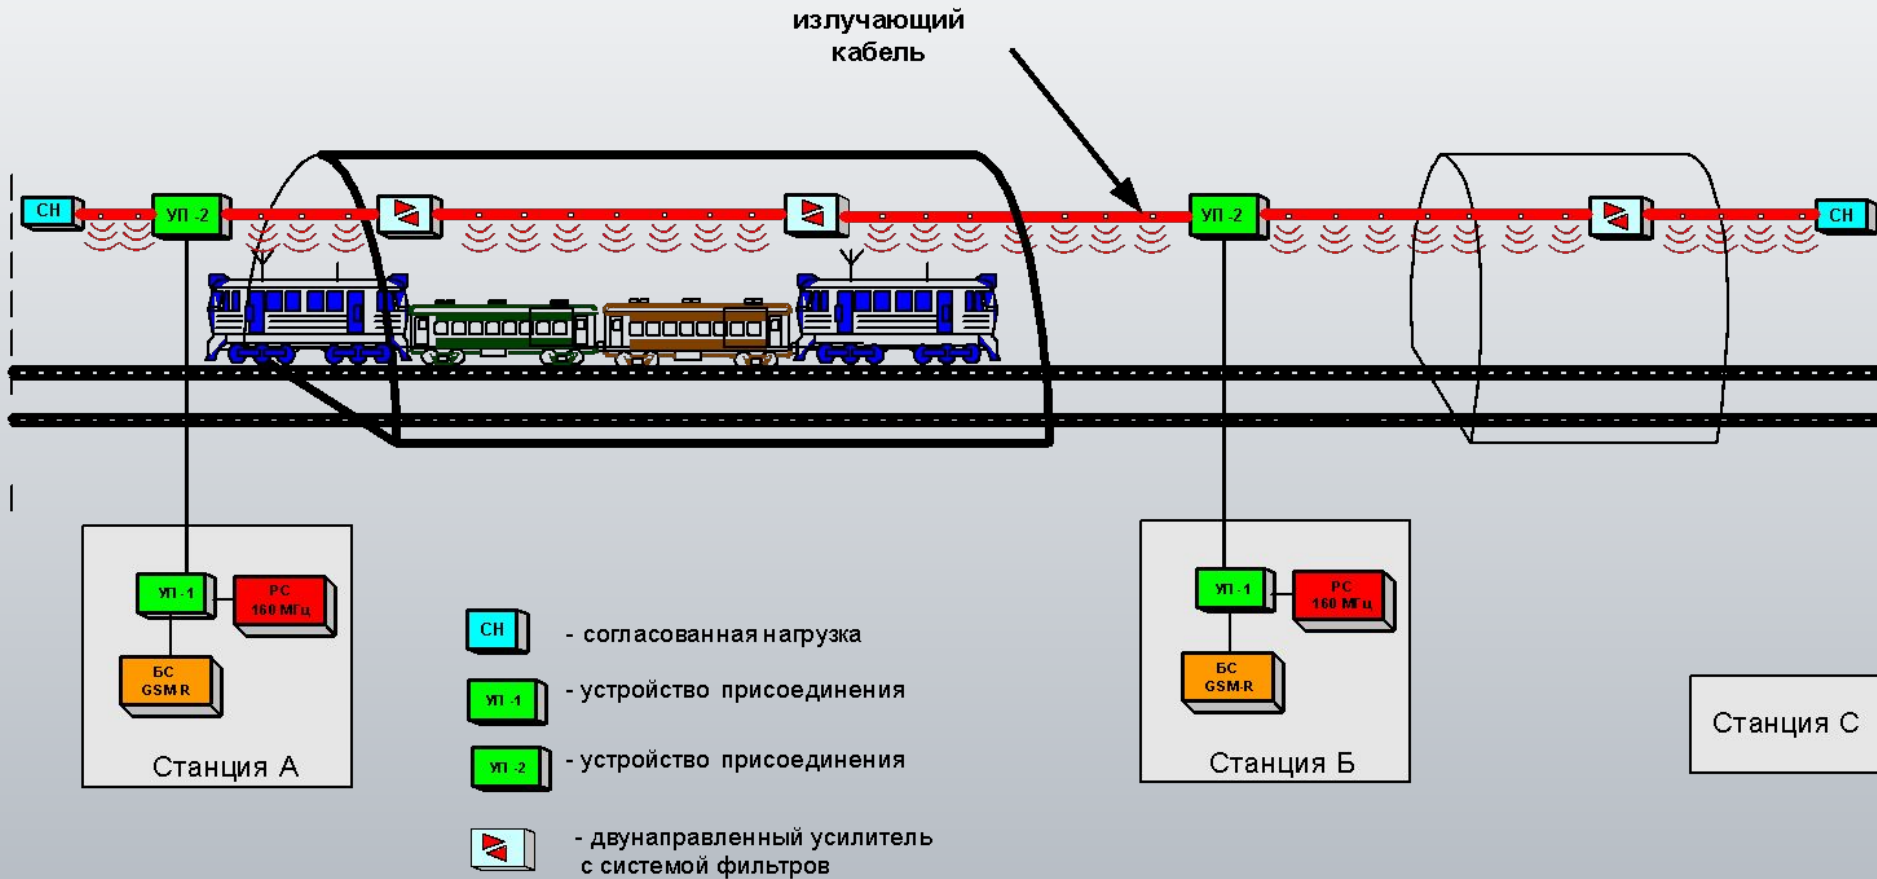 излучающий
кабель
СН
УП -2
УП -2
СН
УП -1
РС
160 МГц
БС
GSM-R
Станция А
УП -1
РС
160 МГц
БС
GSM-R
Станция Б
Станция С
СН
- согласованная нагрузка
УП -1
- устройство присоединения
УП -2
- устройство присоединения
- двунаправленный усилитель
с системой фильтров